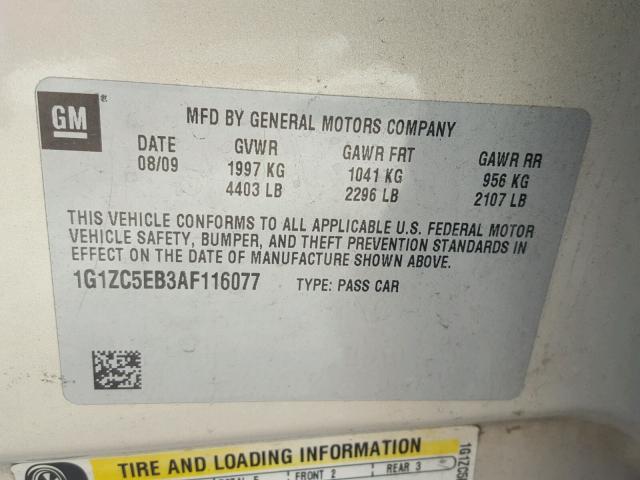 GM
MFD BY GENERAL MOTORS COMPANY
DATE GVWR GAWR FRT GAWR RR
08/09 1997 KG 1041 KG 956 KG
4403 LB 2296 LB 2107 LB
THIS VEHICLE CONFORMS TO ALL APPLICABLE U.S. FEDERAL MOTOR
VEHICLE SAFETY, BUMPER, AND THEFT PREVENTION STANDARDS IN
EFFECT ON THE DATE OF MANUFACTURE SHOWN ABOVE.
1G1ZC5EB3AF116077 TYPE: PASS CAR
TIRE AND LOADING INFORMATION
FRONT 2 REAR 3
1G1ZC5